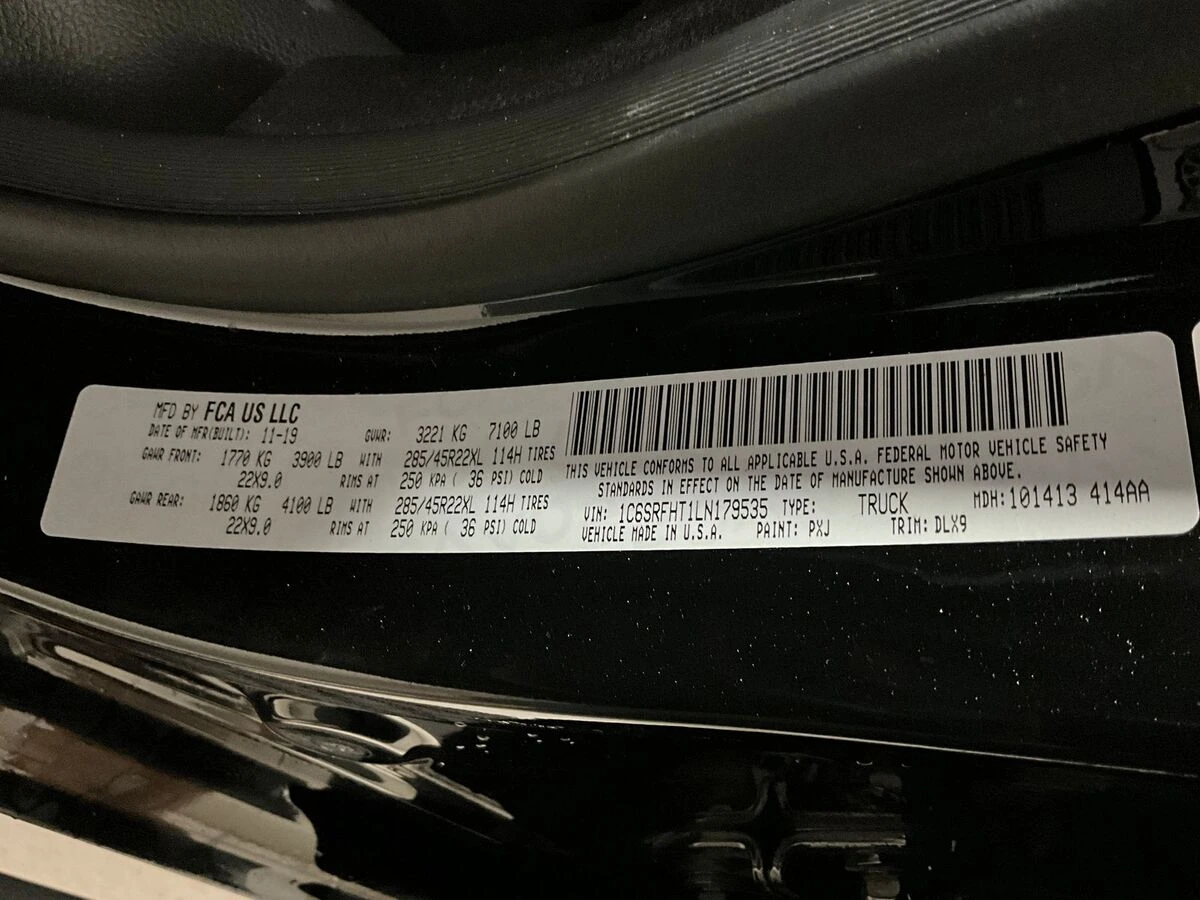 MFD BY FCA US LLC
DATE OF MFR(BUILT): 11-19 GVWR: 3221 KG 7100 LB
GAWR FRONT: 1770 KG 3900 LB WITH 285/45R22XL 114H TIRES
22X9.0 RIMS AT 250 KPA ( 36 PSI) COLD
GAWR REAR: 1860 KG 4100 LB WITH 285/45R22XL 114H TIRES
22X9.0 RIMS AT 250 KPA ( 36 PSI) COLD
THIS VEHICLE CONFORMS TO ALL APPLICABLE U.S.A. FEDERAL MOTOR VEHICLE SAFETY
STANDARDS IN EFFECT ON THE DATE OF MANUFACTURE SHOWN ABOVE.
VIN: 1C6SRFHT1LN179535 TYPE: TRUCK MDH:101413 414AA
VEHICLE MADE IN U.S.A. PAINT: PXJ TRIM: DLX9